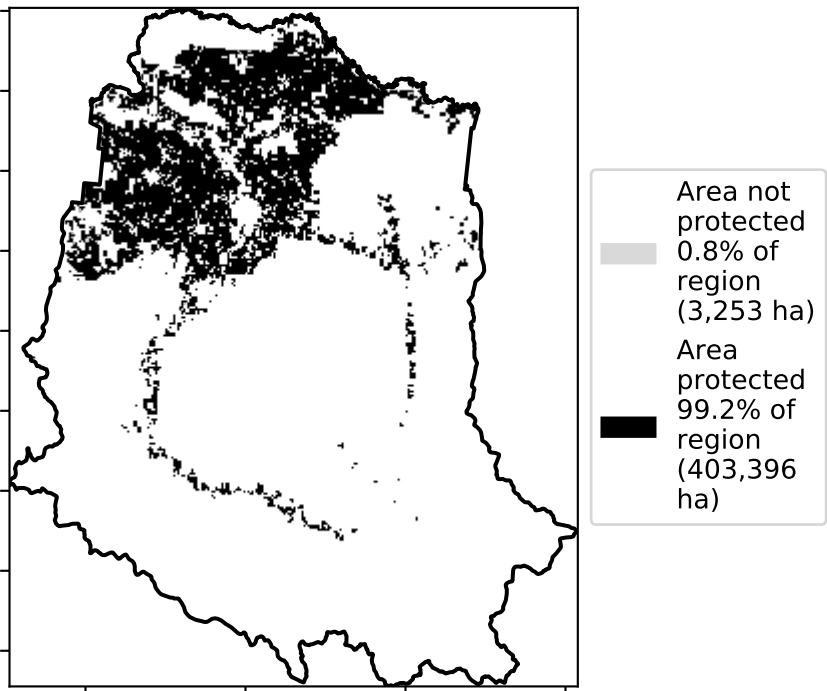 Area not
protected
0.8% of
region
(3,253 ha)
Area
protected
99.2% of
region
(403,396
ha)